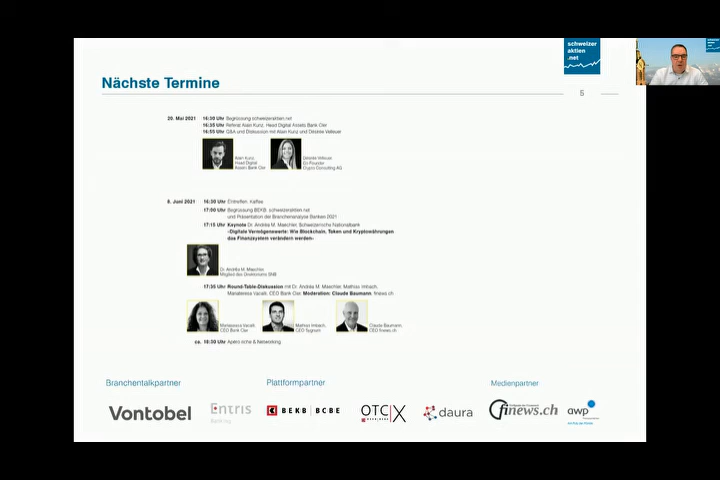 schweizer
aktien
.net
Nächste Termine
5
20. Mai 2021 16:30 Uhr Begrüssung schweizeraktien.net
16:35 Uhr Referat Alain Kunz, Head Digital Assets Bank Cler
16:55 Uhr Q&A und Diskussion mit Alain Kunz und Désirée Velleuer
Alain Kunz,
Head Digital
Assets Bank Cler
Désirée Velleuer
Co-Founder
Crypto Consulting AG
8. Juni 2021 16:30 Uhr Eintreffen, Kaffee
17:00 Uhr Begrüssung BEKB, schweizeraktien.net
und Präsentation der Branchenanalyse Banken 2021
17:15 Uhr Keynote Dr. Andréa M. Maechler, Schweizerische Nationalbank
«Digitale Vermögenswerte: Wie Blockchain, Token und Kryptowährungen
das Finanzsystem verändern werden»
Dr. Andréa M. Maechler,
Mitglied des Direktoriums SNB
17:35 Uhr Round-Table-Diskussion mit Dr. Andréa M. Maechler, Mathias Imbach,
Mariateresa Vacalli, CEO Bank Cler, Moderation: Claude Baumann, finews.ch
Mariateresa Vacalli,
CEO Bank Cler
Mathias Imbach,
CEO Sygnum
Claude Baumann,
CEO finews.ch
ca. 18:30 Uhr Apéro riche & Networking
Branchentalkpartner
Plattformpartner
Medienpartner
Vontobel
Entris
Banking
BEKB | BCBE
OTC X
daura
finews.ch
awp